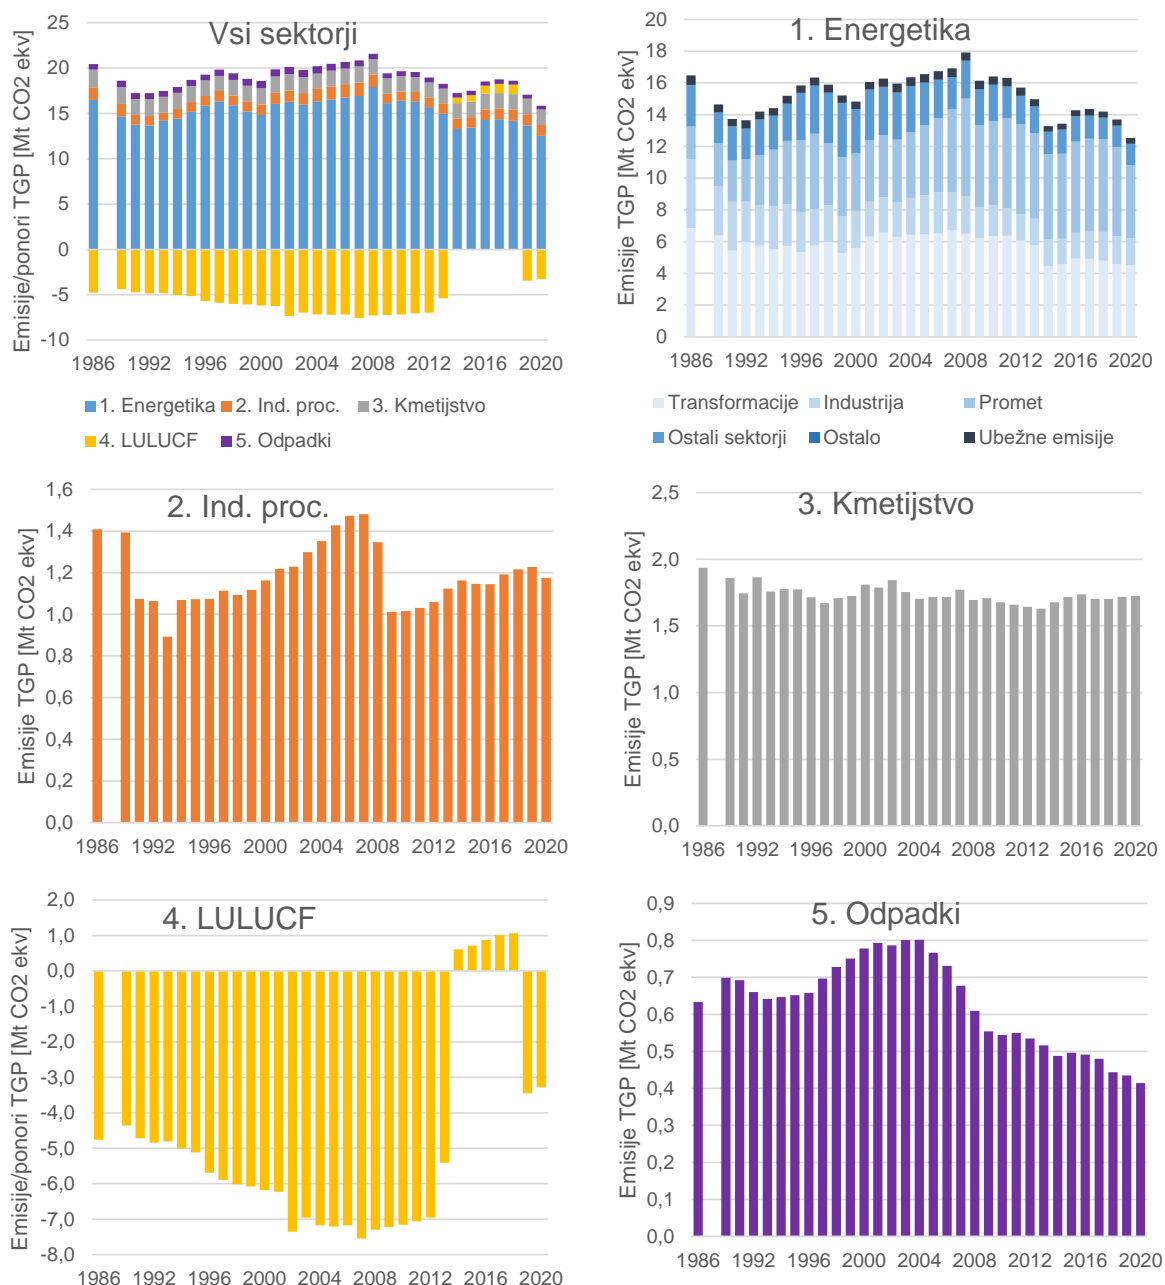 Vsi sektorji
Emisije/ponori TGP [Mt CO2 ekv]
25
20
15
10
5
0
-5
-10
1986 1992 1996 2000 2004 2008 2012 2016 2020
1. Energetika 2. Ind. proc. 3. Kmetijstvo
4. LULUCF 5. Odpadki
1. Energetika
Emisije TGP [Mt CO2 ekv]
20
18
16
14
12
10
8
6
4
2
0
1986 1992 1996 2000 2004 2008 2012 2016 2020
Transformacije Industrija Promet
Ostali sektorji Ostalo Ubežne emisije
2. Ind. proc.
Emisije TGP [Mt CO2 ekv]
1,6
1,4
1,2
1,0
0,8
0,6
0,4
0,2
0,0
1986 1992 1996 2000 2004 2008 2012 2016 2020
3. Kmetijstvo
Emisije TGP [Mt CO2 ekv]
2,5
2,0
1,5
1,0
0,5
0,0
1986 1992 1996 2000 2004 2008 2012 2016 2020
4. LULUCF
Emisije/ponori TGP [Mt CO2 ekv]
2,0
1,0
0,0
-1,0
-2,0
-3,0
-4,0
-5,0
-6,0
-7,0
-8,0
1986 1992 1996 2000 2004 2008 2012 2016 2020
5. Odpadki
Emisije TGP [Mt CO2 ekv]
0,9
0,8
0,7
0,6
0,5
0,4
0,3
0,2
0,1
0,0
1986 1992 1996 2000 2004 2008 2012 2016 2020